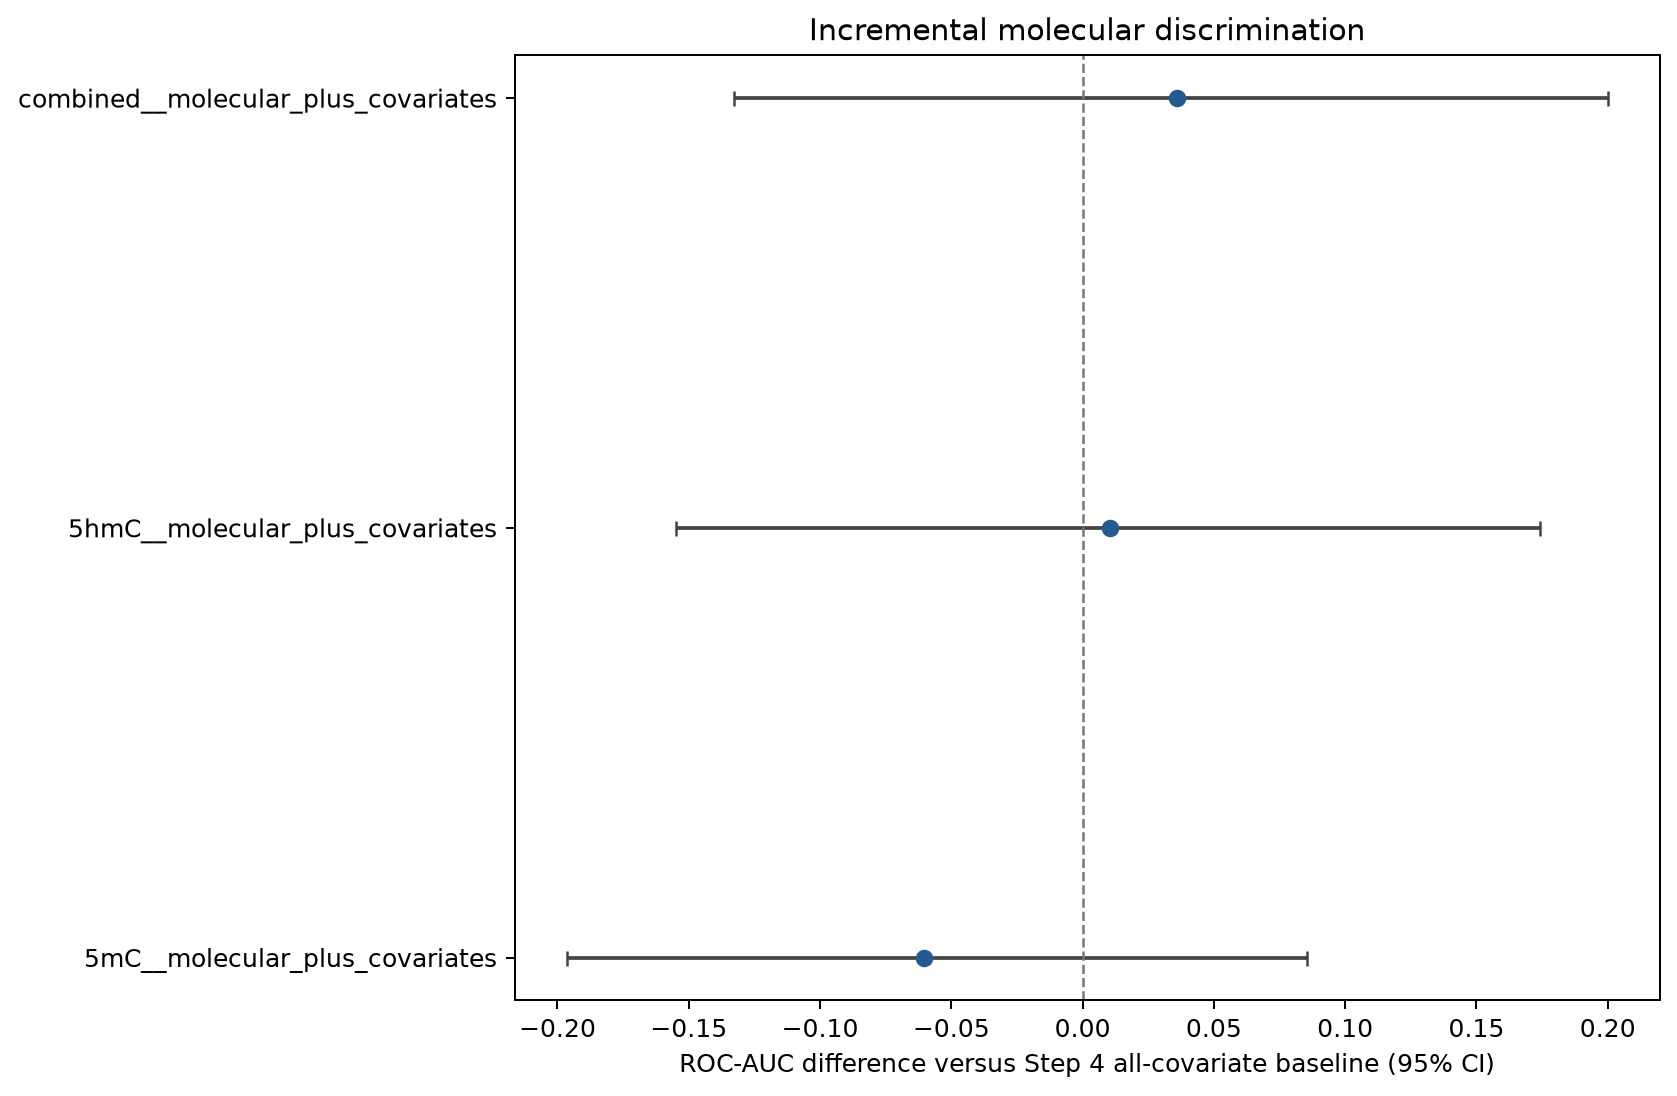 Incremental molecular discrimination
combined__molecular_plus_covariates
5hmC__molecular_plus_covariates
5mC__molecular_plus_covariates
−0.20 −0.15 −0.10 −0.05 0.00 0.05 0.10 0.15 0.20
ROC-AUC difference versus Step 4 all-covariate baseline (95% CI)